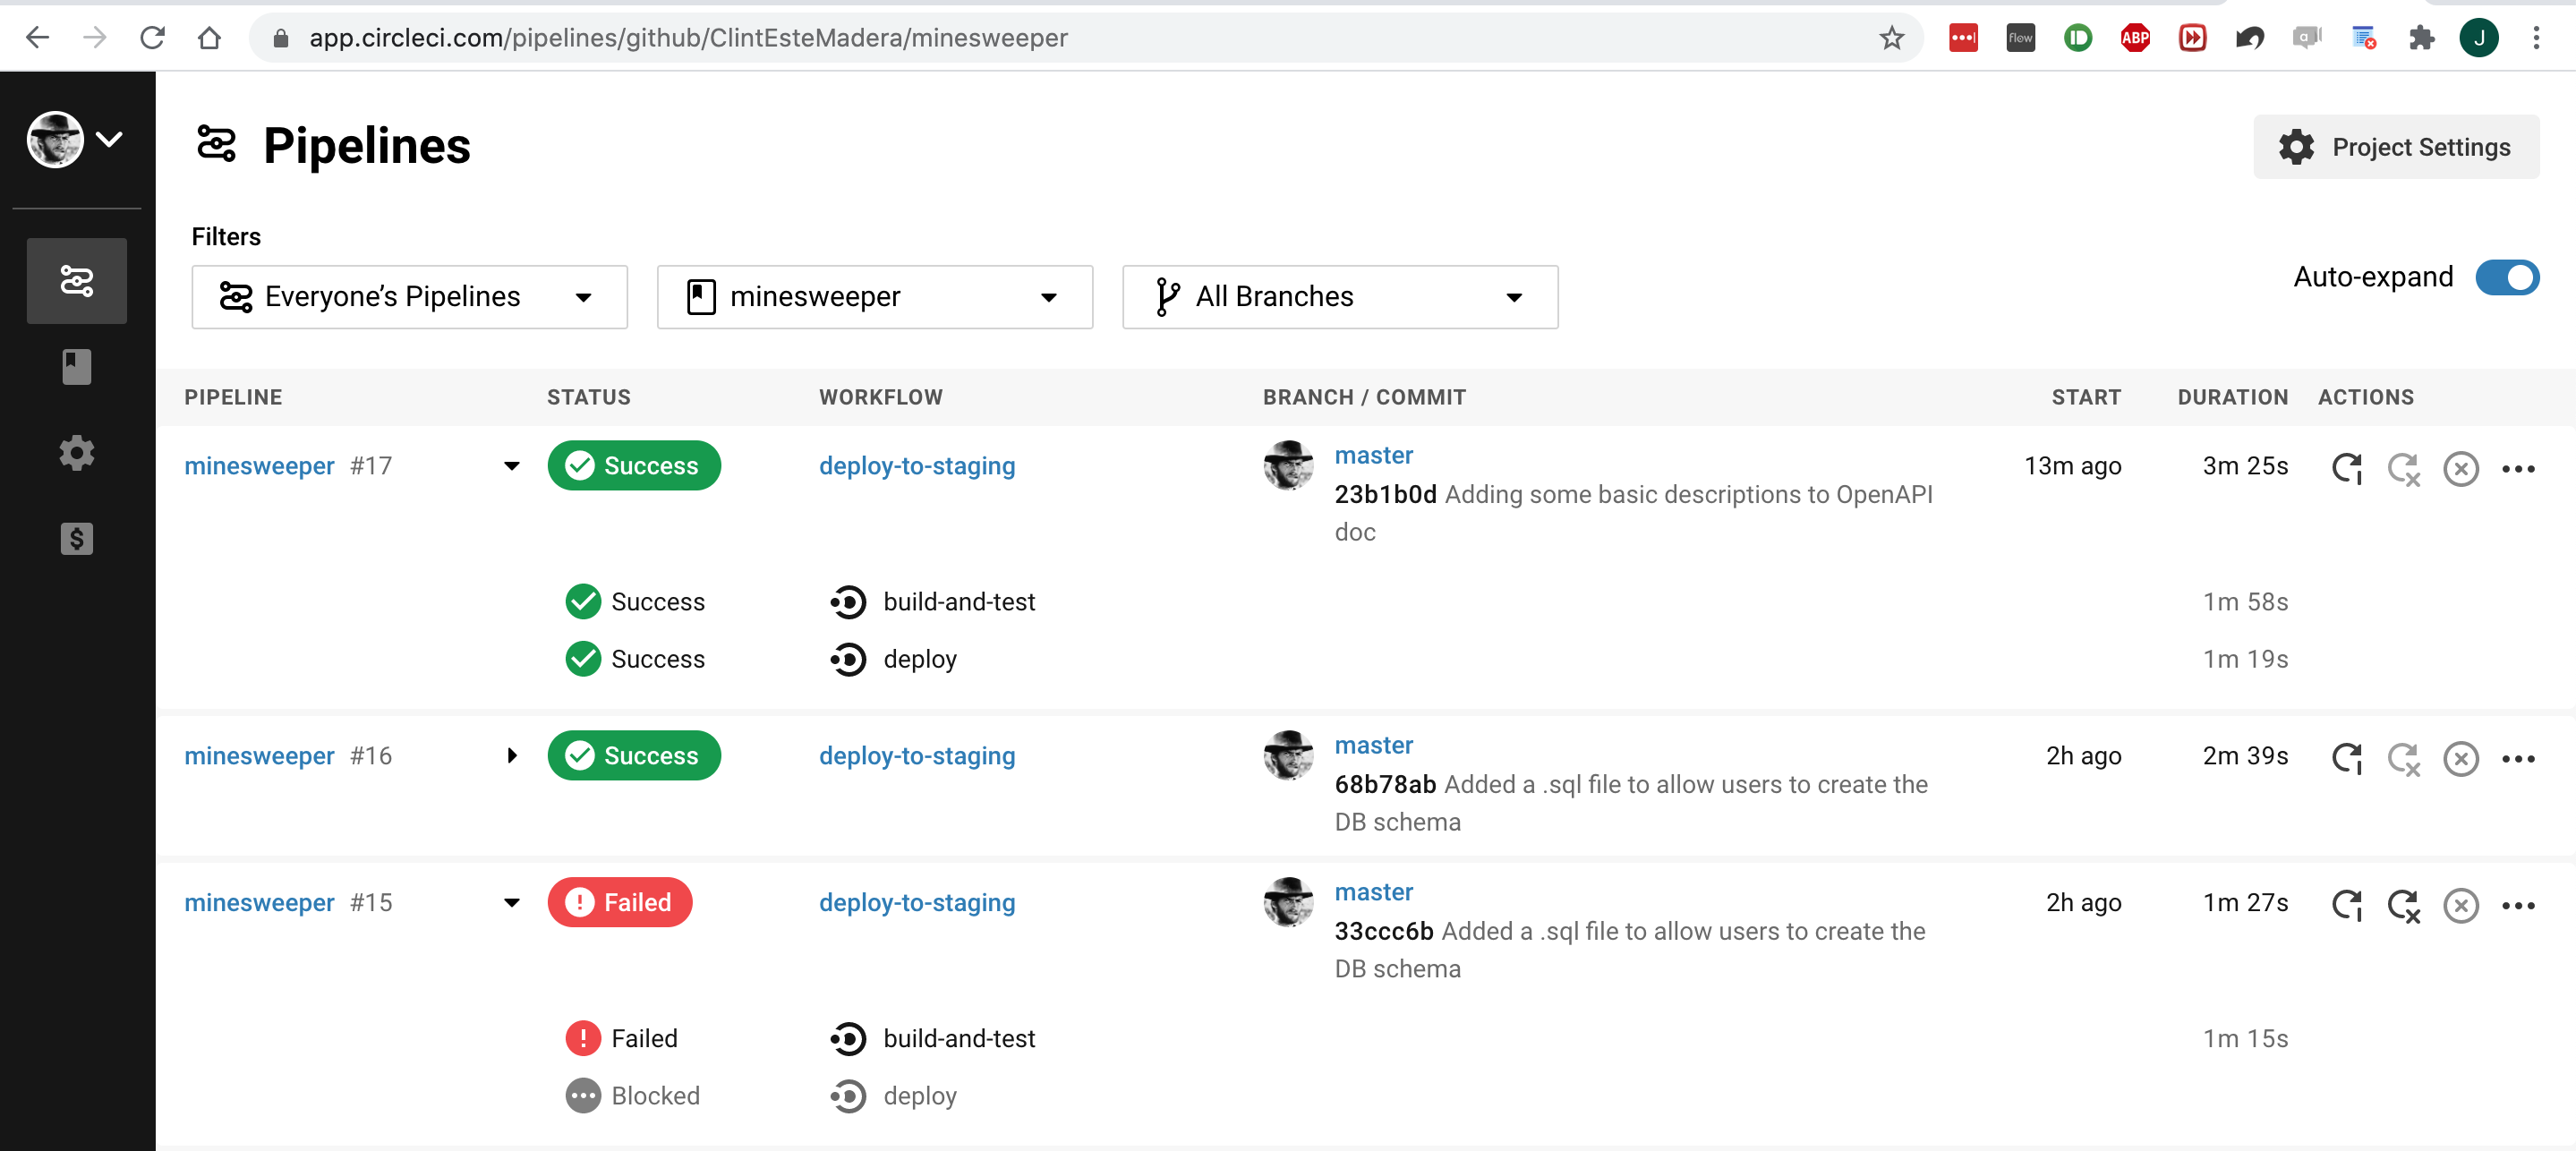 app.circleci.com/pipelines/github/ClintEsteMadera/minesweeper
flow
ABP
a
J
Pipelines
Project Settings
Filters
Everyone’s Pipelines
minesweeper
All Branches
Auto-expand
$
PIPELINE STATUS WORKFLOW BRANCH / COMMIT START DURATION ACTIONS
minesweeper #17 Success deploy-to-staging master 13m ago 3m 25s
23b1b0d Adding some basic descriptions to OpenAPI
doc
Success build-and-test 1m 58s
Success deploy 1m 19s
minesweeper #16 Success deploy-to-staging master 2h ago 2m 39s
68b78ab Added a .sql file to allow users to create the
DB schema
minesweeper #15 Failed deploy-to-staging master 2h ago 1m 27s
33ccc6b Added a .sql file to allow users to create the
DB schema
Failed build-and-test 1m 15s
Blocked deploy